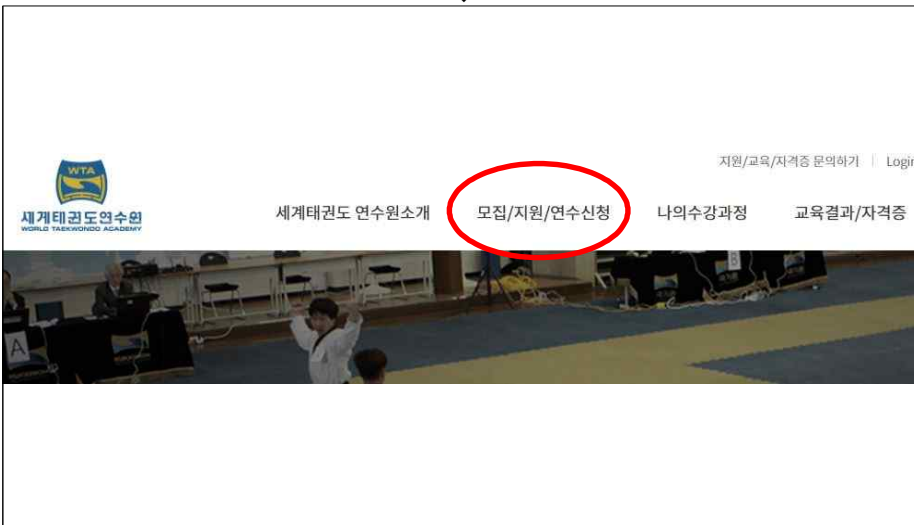 지원/교육/자격증 문의하기 | Login
WTA
세계태권도연수원
WORLD TAEKWONDO ACADEMY
세계태권도 연수원소개 모집/지원/연수신청 나의수강과정 교육결과/자격증
B
A